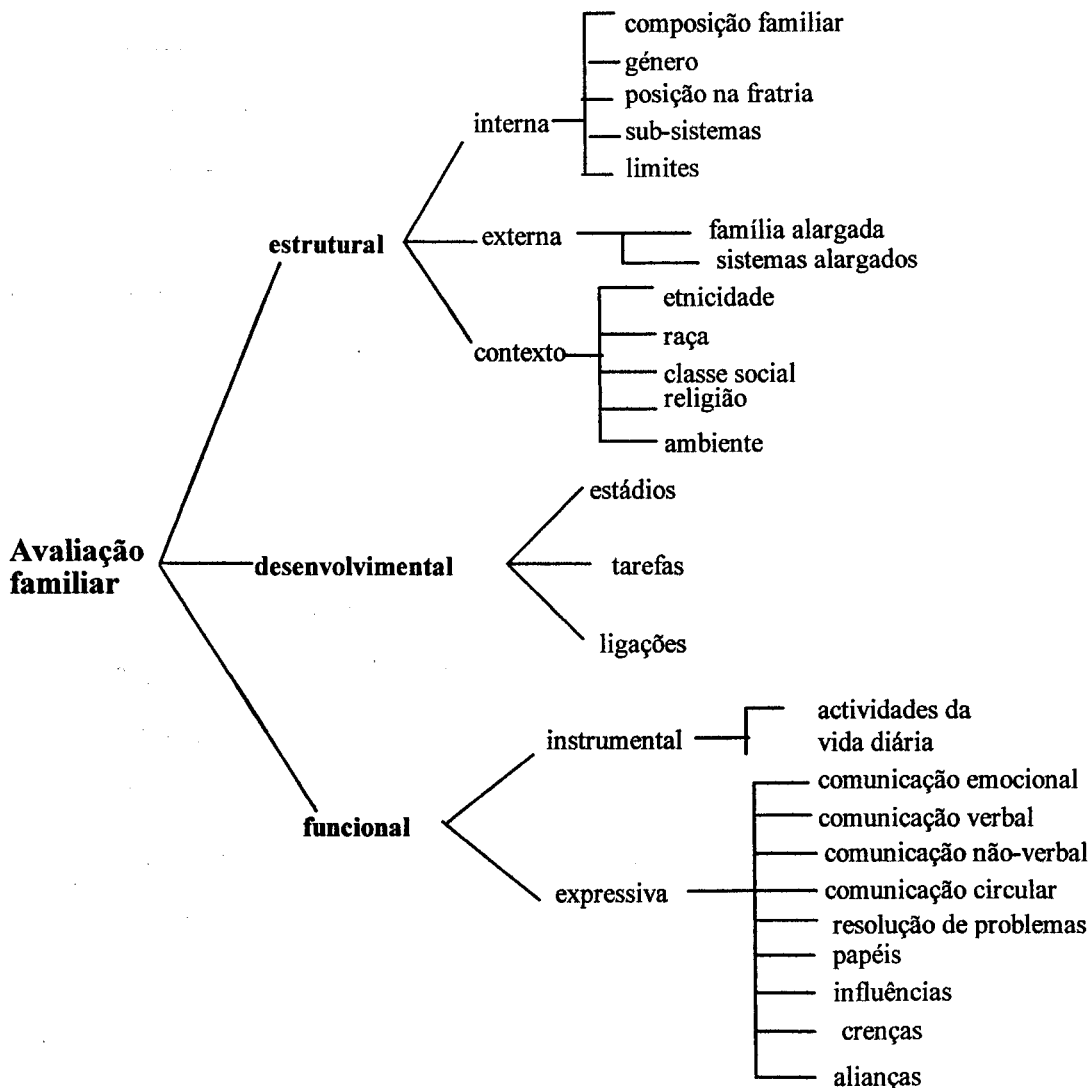 composição familiar
género
posição na fratria
interna
sub-sistemas
limites
estrutural
externa
família alargada
sistemas alargados
etnicidade
raça
contexto
classe social
religião
ambiente
estádios
Avaliação
familiar
desenvolvimental
tarefas
ligações
actividades da
instrumental
vida diária
comunicação emocional
comunicação verbal
funcional
comunicação não-verbal
expressiva
comunicação circular
resolução de problemas
papéis
influências
crenças
alianças